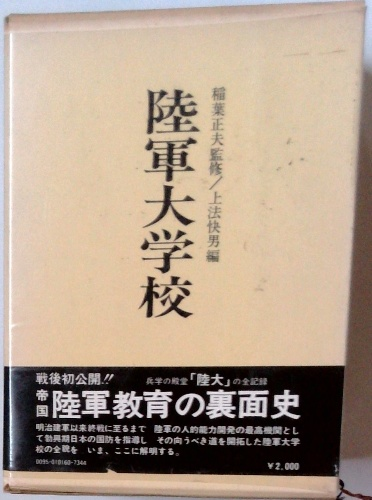 陸軍大学校
稲葉正夫監修／上法快男編
戦後初公開!!
兵学の殿堂「陸大」の全記録
帝国陸軍教育の裏面史
明治建軍以来終戦に至るまで　陸軍の人的能力開発の最高機関とし
て勃興期日本の国防を指導し　その向うべき道を開拓した陸軍大学
校の全貌を　いま、ここに解明する。
0095-010160-7344
￥2,000